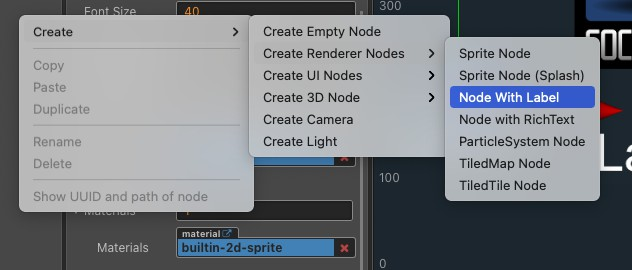 Font Size
40
300
Create
Copy
Paste
Duplicate
Rename
Delete
Show UUID and path of node
Create Empty Node
Create Renderer Nodes
Create UI Nodes
Create 3D Node
Create Camera
Create Light
Sprite Node
Sprite Node (Splash)
Node With Label
Node with RichText
ParticleSystem Node
TiledMap Node
TiledTile Node
La
100
Materials
material
Materials
builtin-2d-sprite
0